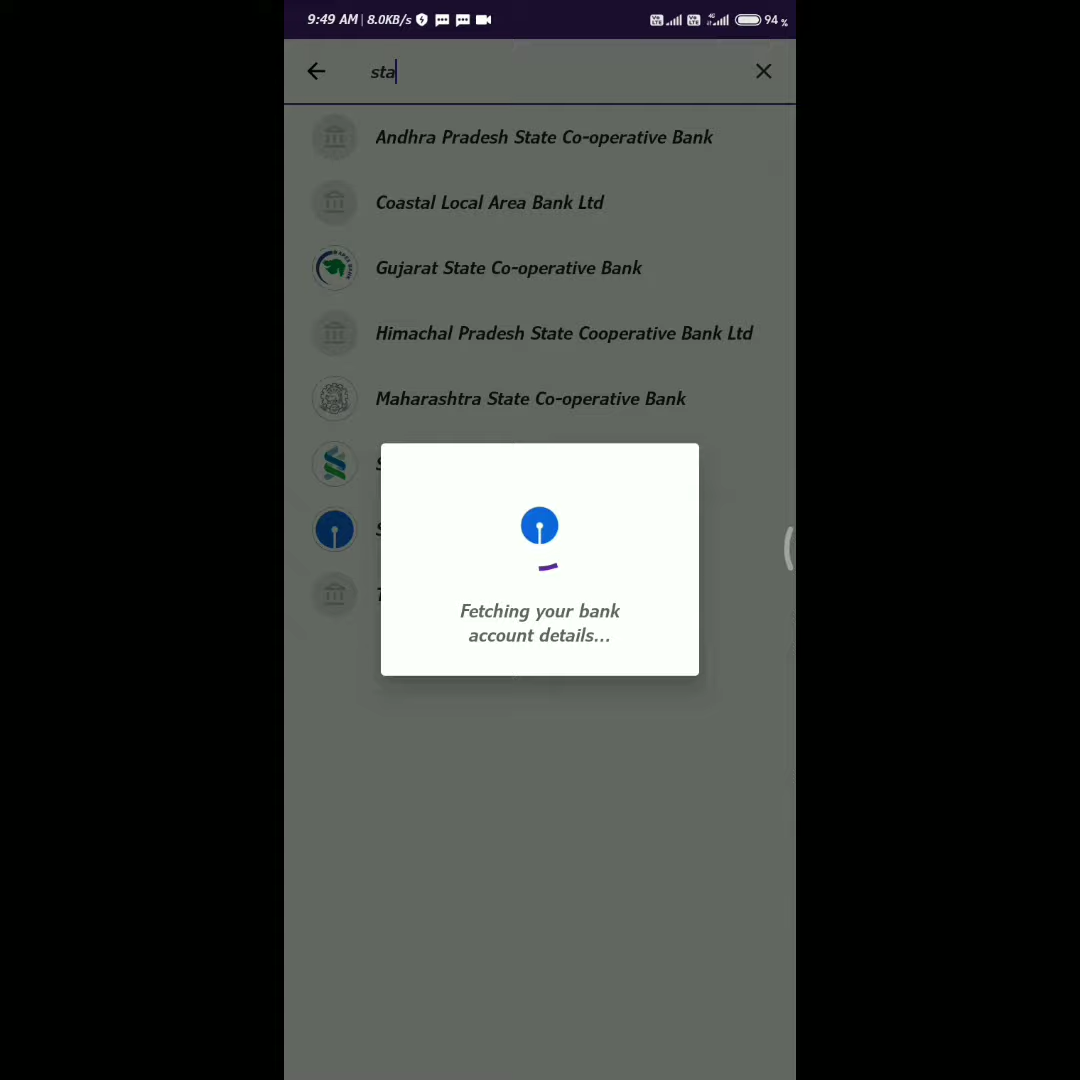 9:49 AM | 8.0KB/s 94 %
sta
Andhra Pradesh State Co-operative Bank
Coastal Local Area Bank Ltd
Gujarat State Co-operative Bank
Himachal Pradesh State Cooperative Bank Ltd
Maharashtra State Co-operative Bank
Fetching your bank
account details...